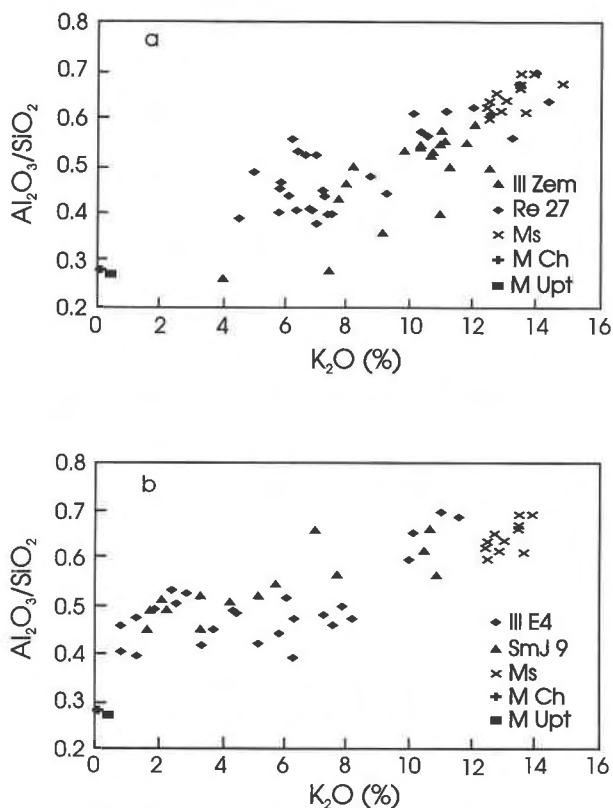 a
0.8
0.7
0.6
0.5
0.4
0.3
0.2
Al₂O₃/SiO₂
III Zem
Re 27
Ms
M Ch
M Upt
0 2 4 6 8 10 12 14 16
K₂O (%)
b
0.8
0.7
0.6
0.5
0.4
0.3
0.2
Al₂O₃/SiO₂
III E4
SmJ 9
Ms
M Ch
M Upt
0 2 4 6 8 10 12 14 16
K₂O (%)